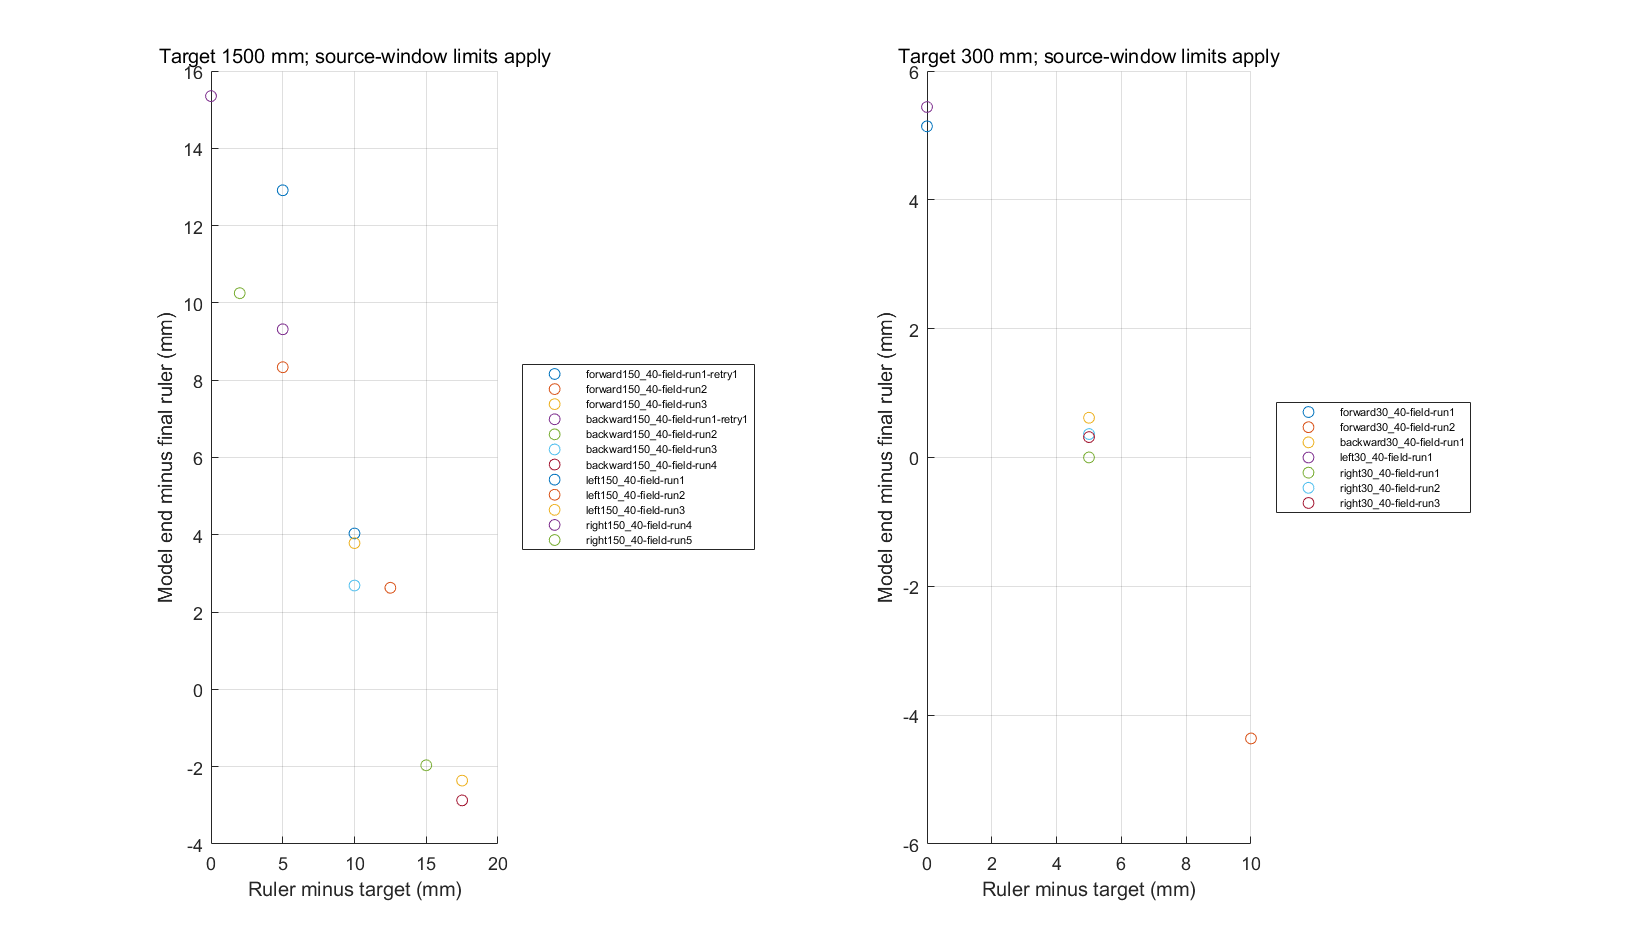 Target 1500 mm; source-window limits apply
16
14
12
10
8
6
4
2
0
-2
-4
Model end minus final ruler (mm)
0 5 10 15 20
Ruler minus target (mm)
forward150_40-field-run1-retry1
forward150_40-field-run2
forward150_40-field-run3
backward150_40-field-run1-retry1
backward150_40-field-run2
backward150_40-field-run3
backward150_40-field-run4
left150_40-field-run1
left150_40-field-run2
left150_40-field-run3
right150_40-field-run4
right150_40-field-run5
Target 300 mm; source-window limits apply
6
4
2
0
-2
-4
-6
Model end minus final ruler (mm)
0 2 4 6 8 10
Ruler minus target (mm)
forward30_40-field-run1
forward30_40-field-run2
backward30_40-field-run1
left30_40-field-run1
right30_40-field-run1
right30_40-field-run2
right30_40-field-run3